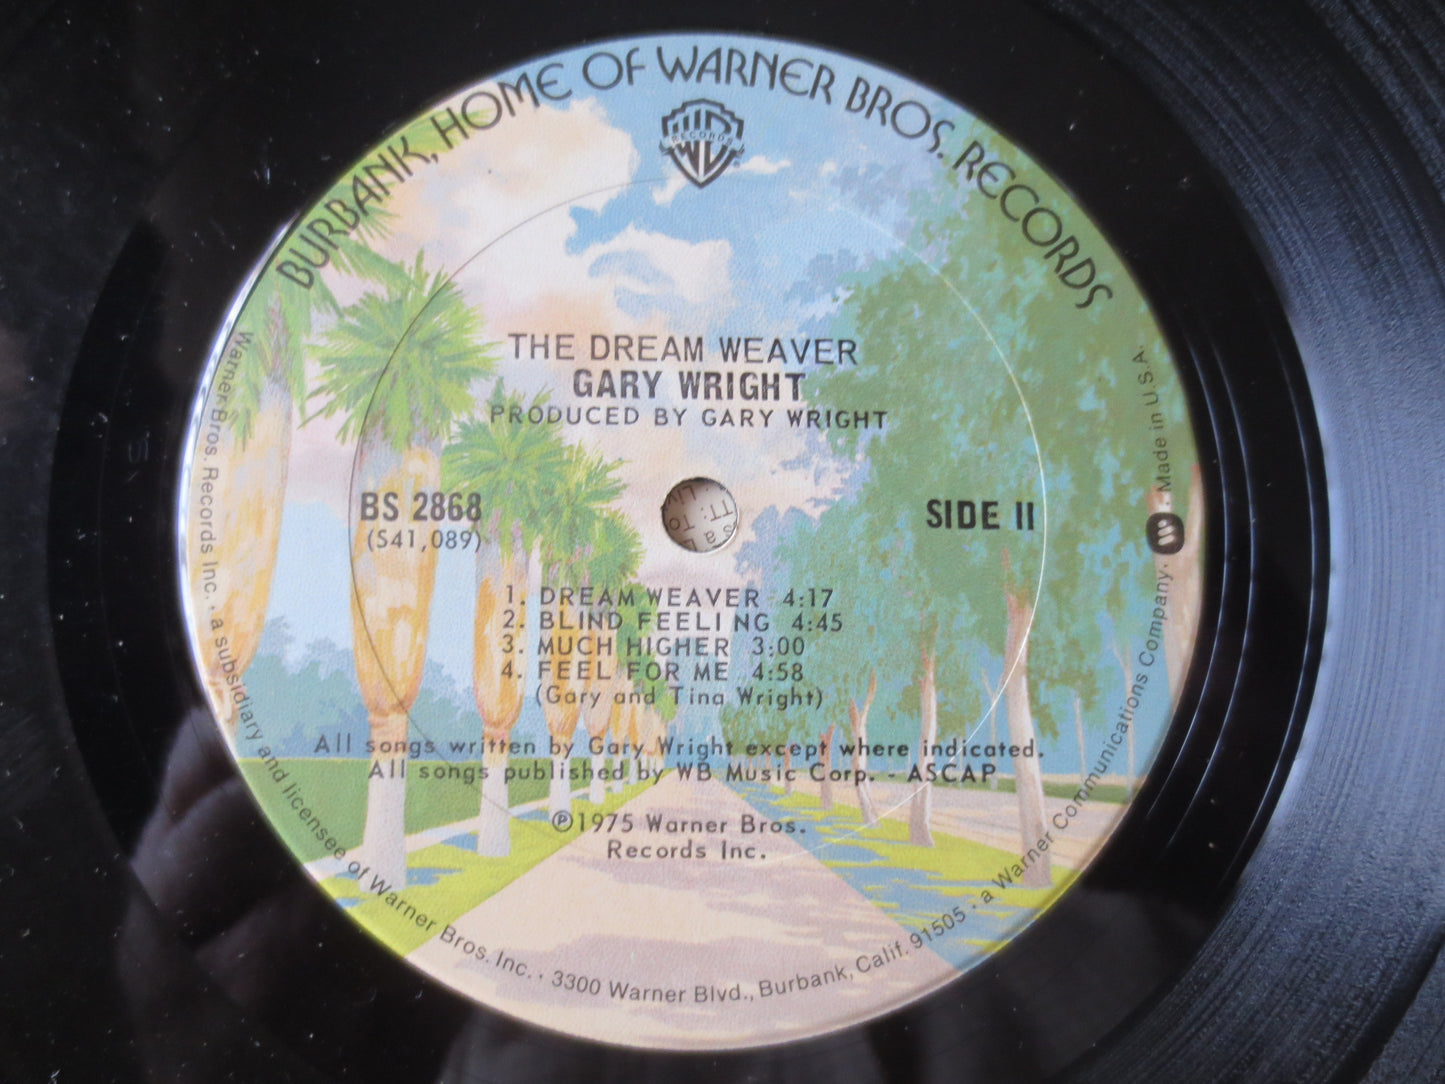 BURBANK, HOME OF WARNER BROS. RECORDS
W RECORDS ®
THE DREAM WEAVER
GARY WRIGHT
PRODUCED BY GARY WRIGHT
BS 2868
(S41,089)
SIDE II
1. DREAM WEAVER 4:17
2. BLIND FEELING 4:45
3. MUCH HIGHER 3:00
4. FEEL FOR ME 4:58
(Gary and Tina Wright)
All songs written by Gary Wright except where indicated.
All songs published by WB Music Corp. - ASCAP
℗1975 Warner Bros.
Records Inc.
Warner Bros. Records Inc. · a subsidiary and licensee of Warner Bros. Inc. · 3300 Warner Blvd., Burbank, Calif. 91505 · a Warner Communications Company. · Made in U.S.A.